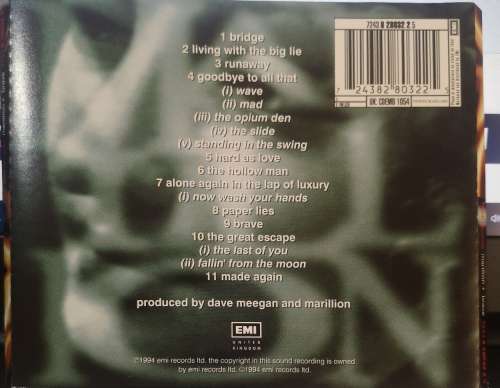 7243 8 28032 2 5
1 bridge
2 living with the big lie
3 runaway
4 goodbye to all that
(i) wave
(ii) mad
(iii) the opium den
(iv) the slide
(v) standing in the swing
5 hard as love
6 the hollow man
7 alone again in the lap of luxury
(i) now wash your hands
8 paper lies
9 brave
10 the great escape
(i) the last of you
(ii) fallin' from the moon
11 made again
produced by dave meegan and marillion
7 24382 80322 5
UK: CDEMD 1054
EMI
EMI
UNITED
KINGDOM
℗1994 emi records ltd. the copyright in this sound recording is owned
by emi records ltd. ©1994 emi records ltd.